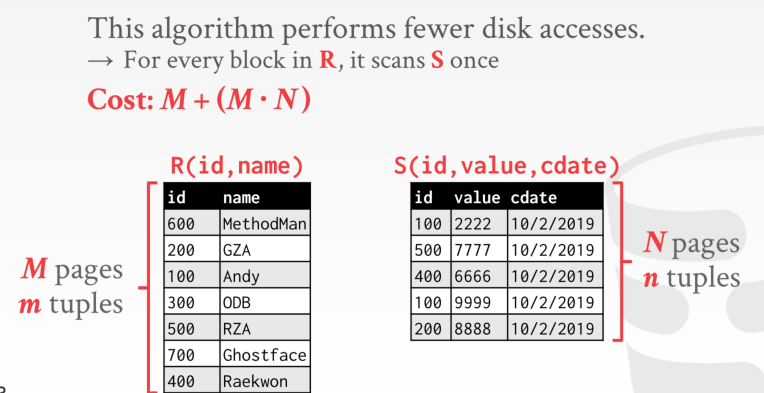 This algorithm performs fewer disk accesses.
→ For every block in R, it scans S once
Cost: M + (M · N)
R(id,name)
id name
600 MethodMan
200 GZA
100 Andy
300 ODB
500 RZA
700 Ghostface
400 Raekwon
M pages
m tuples
S(id,value,cdate)
id value cdate
100 2222 10/2/2019
500 7777 10/2/2019
400 6666 10/2/2019
100 9999 10/2/2019
200 8888 10/2/2019
N pages
n tuples